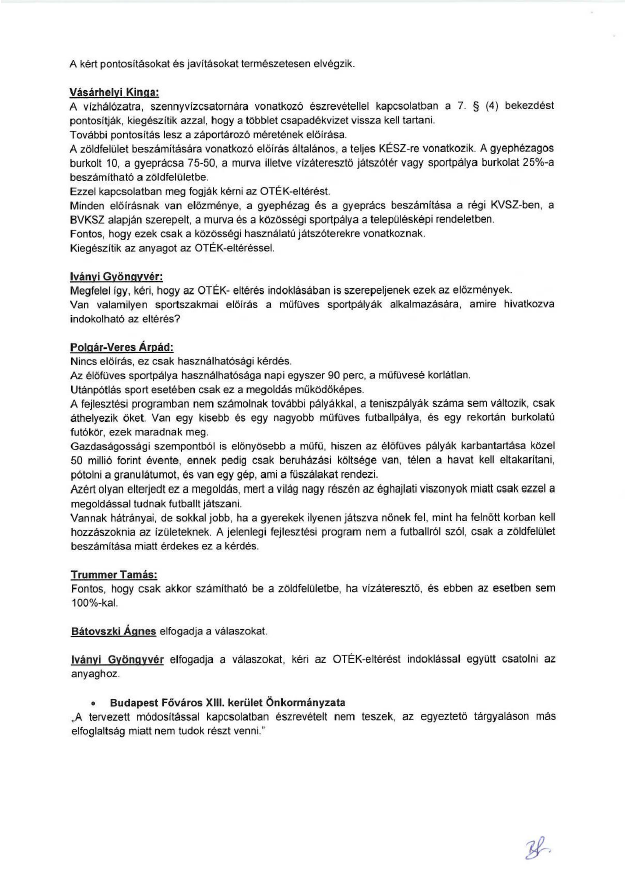 A kért pontosításokat és javításokat természetesen elvégzik.
Vásárhelyi Kinga:
A vízhálózatra, szennyvízcsatornára vonatkozó észrevétellel kapcsolatban a 7. § (4) bekezdést
pontosítják, kiegészítik azzal, hogy a többlet csapadékvizet vissza kell tartani.
További pontosítás lesz a záportározó méretének előírása.
A zöldfelület beszámítására vonatkozó előírás általános, a teljes KÉSZ-re vonatkozik. A gyephézagos
burkolt 10, a gyeprácsa 75-50, a murva illetve vízáteresztő játszótér vagy sportpálya burkolat 25%-a
beszámítható a zöldfelületbe.
Ezzel kapcsolatban meg fogják kérni az OTÉK-eltérést.
Minden előírásnak van előzménye, a gyephézag és a gyeprács beszámítása a régi KVSZ-ben, a
BVKSZ alapján szerepelt, a murva és a közösségi sportpálya a településképi rendeletben.
Fontos, hogy ezek csak a közösségi használatú játszóterekre vonatkoznak.
Kiegészítik az anyagot az OTÉK-eltéréssel.
Iványi Gyöngyvér:
Megfelel így, kéri, hogy az OTÉK- eltérés indoklásában is szerepeljenek ezek az előzmények.
Van valamilyen sportszakmai előírás a műfüves sportpályák alkalmazására, amire hivatkozva
indokolható az eltérés?
Polgár-Veres Árpád:
Nincs előírás, ez csak használhatósági kérdés.
Az élőfüves sportpálya használhatósága napi egyszer 90 perc, a műfüvesé korlátlan.
Utánpótlás sport esetében csak ez a megoldás működőképes.
A fejlesztési programban nem számolnak további pályákkal, a teniszpályák száma sem változik, csak
áthelyezik őket. Van egy kisebb és egy nagyobb műfüves futballpálya, és egy rekortán burkolatú
futókör, ezek maradnak meg.
Gazdaságossági szempontból is előnyösebb a műfű, hiszen az élőfüves pályák karbantartása közel
50 millió forint évente, ennek pedig csak beruházási költsége van, télen a havat kell eltakarítani,
pótolni a granulátumot, és van egy gép, ami a fűszálakat rendezi.
Azért olyan elterjedt ez a megoldás, mert a világ nagy részén az éghajlati viszonyok miatt csak ezzel a
megoldással tudnak futballt játszani.
Vannak hátrányai, de sokkal jobb, ha a gyerekek ilyenen játszva nőnek fel, mint ha felnőtt korban kell
hozzászoknia az ízületeknek. A jelenlegi fejlesztési program nem a futballról szól, csak a zöldfelület
beszámítása miatt érdekes ez a kérdés.
Trummer Tamás:
Fontos, hogy csak akkor számítható be a zöldfelületbe, ha vízáteresztő, és ebben az esetben sem
100%-kal.
Bátovszki Ágnes elfogadja a válaszokat.
Iványi Gyöngyvér elfogadja a válaszokat, kéri az OTÉK-eltérést indoklással együtt csatolni az
anyaghoz.
• Budapest Főváros XIII. kerület Önkormányzata
„A tervezett módosítással kapcsolatban észrevételt nem teszek, az egyeztető tárgyaláson más
elfoglaltság miatt nem tudok részt venni."